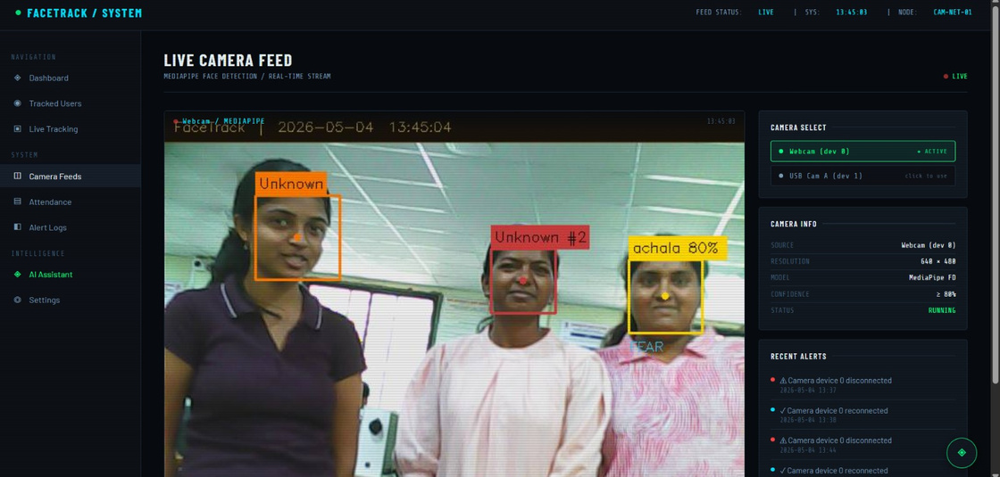 FACETRACK / SYSTEM
FEED STATUS: LIVE | SYS: 13:45:03 | NODE: CAM-NET-01
NAVIGATION
Dashboard
Tracked Users
Live Tracking
SYSTEM
Camera Feeds
Attendance
Alert Logs
INTELLIGENCE
AI Assistant
Settings
LIVE CAMERA FEED
MEDIAPIPE FACE DETECTION / REAL-TIME STREAM
LIVE
Webcam / MEDIAPIPE
13:45:03
FaceTrack | 2026-05-04 13:45:04
Unknown
Unknown #2
achala 80%
FEAR
CAMERA SELECT
Webcam (dev 0) ACTIVE
USB Cam A (dev 1) click to use
CAMERA INFO
SOURCE Webcam (dev 0)
RESOLUTION 640 × 480
MODEL MediaPipe FD
CONFIDENCE ≥ 80%
STATUS RUNNING
RECENT ALERTS
⚠ Camera device 0 disconnected
2026-05-04 13:37
✓ Camera device 0 reconnected
2026-05-04 13:38
⚠ Camera device 0 disconnected
2026-05-04 13:44
✓ Camera device 0 reconnected